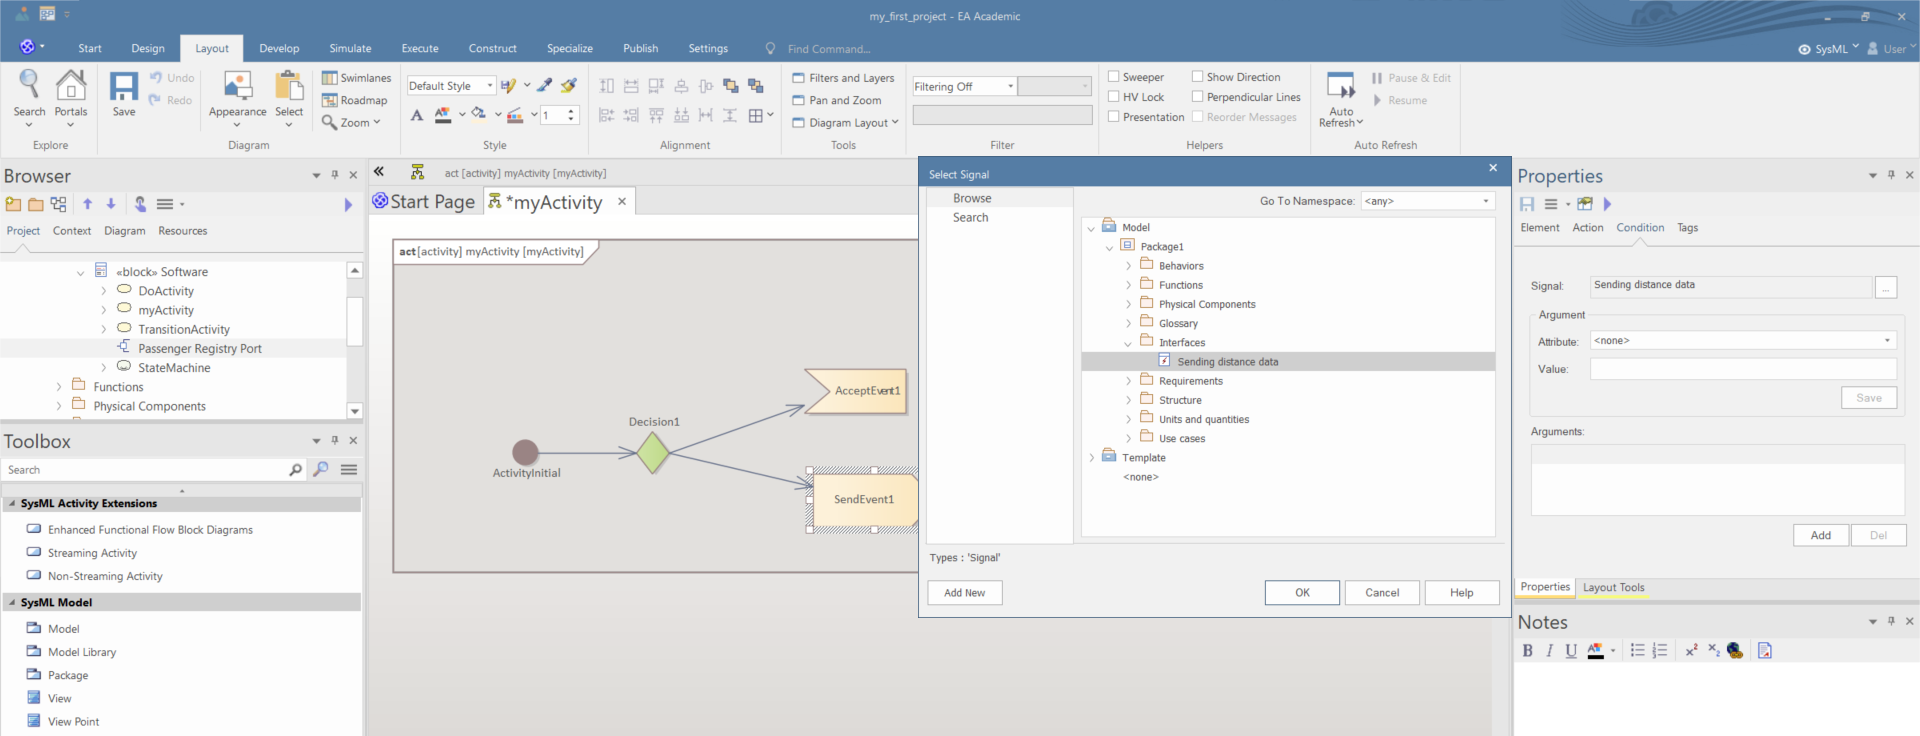 my_first_project - EA Academic
Start Design Layout Develop Simulate Execute Construct Specialize Publish Settings Find Command... SysML User
Search Portals Save Undo Redo Appearance Select Swimlanes Roadmap Zoom
Explore
Diagram
Default Style
1
Style
Alignment
Filters and Layers
Pan and Zoom
Diagram Layout
Tools
Filtering Off
Filter
Sweeper Show Direction
HV Lock Perpendicular Lines
Presentation Reorder Messages
Helpers
Auto Refresh
Pause & Edit
Resume
Auto Refresh
Browser
Project Context Diagram Resources
«block» Software
DoActivity
myActivity
TransitionActivity
Passenger Registry Port
StateMachine
Functions
Physical Components
Toolbox
Search
SysML Activity Extensions
Enhanced Functional Flow Block Diagrams
Streaming Activity
Non-Streaming Activity
SysML Model
Model
Model Library
Package
View
View Point
act [activity] myActivity [myActivity]
Start Page *myActivity
act [activity] myActivity [myActivity]
AcceptEvent1
Decision1
ActivityInitial
SendEvent1
Select Signal
Browse
Search
Go To Namespace: <any>
Model
Package1
Behaviors
Functions
Physical Components
Glossary
Interfaces
Sending distance data
Requirements
Structure
Units and quantities
Use cases
Template
<none>
Types : 'Signal'
Add New OK Cancel Help
Properties
Element Action Condition Tags
Signal: Sending distance data ...
Argument
Attribute: <none>
Value:
Save
Arguments:
Add Del
Properties Layout Tools
Notes
B I U A x² x₂